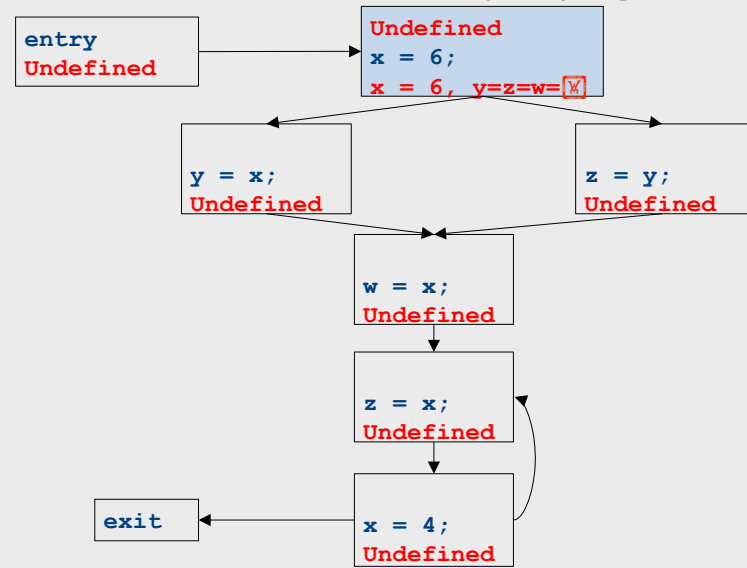 entry
Undefined
Undefined
x = 6;
x = 6, y=z=w=
y = x;
Undefined
z = y;
Undefined
w = x;
Undefined
z = x;
Undefined
x = 4;
Undefined
exit